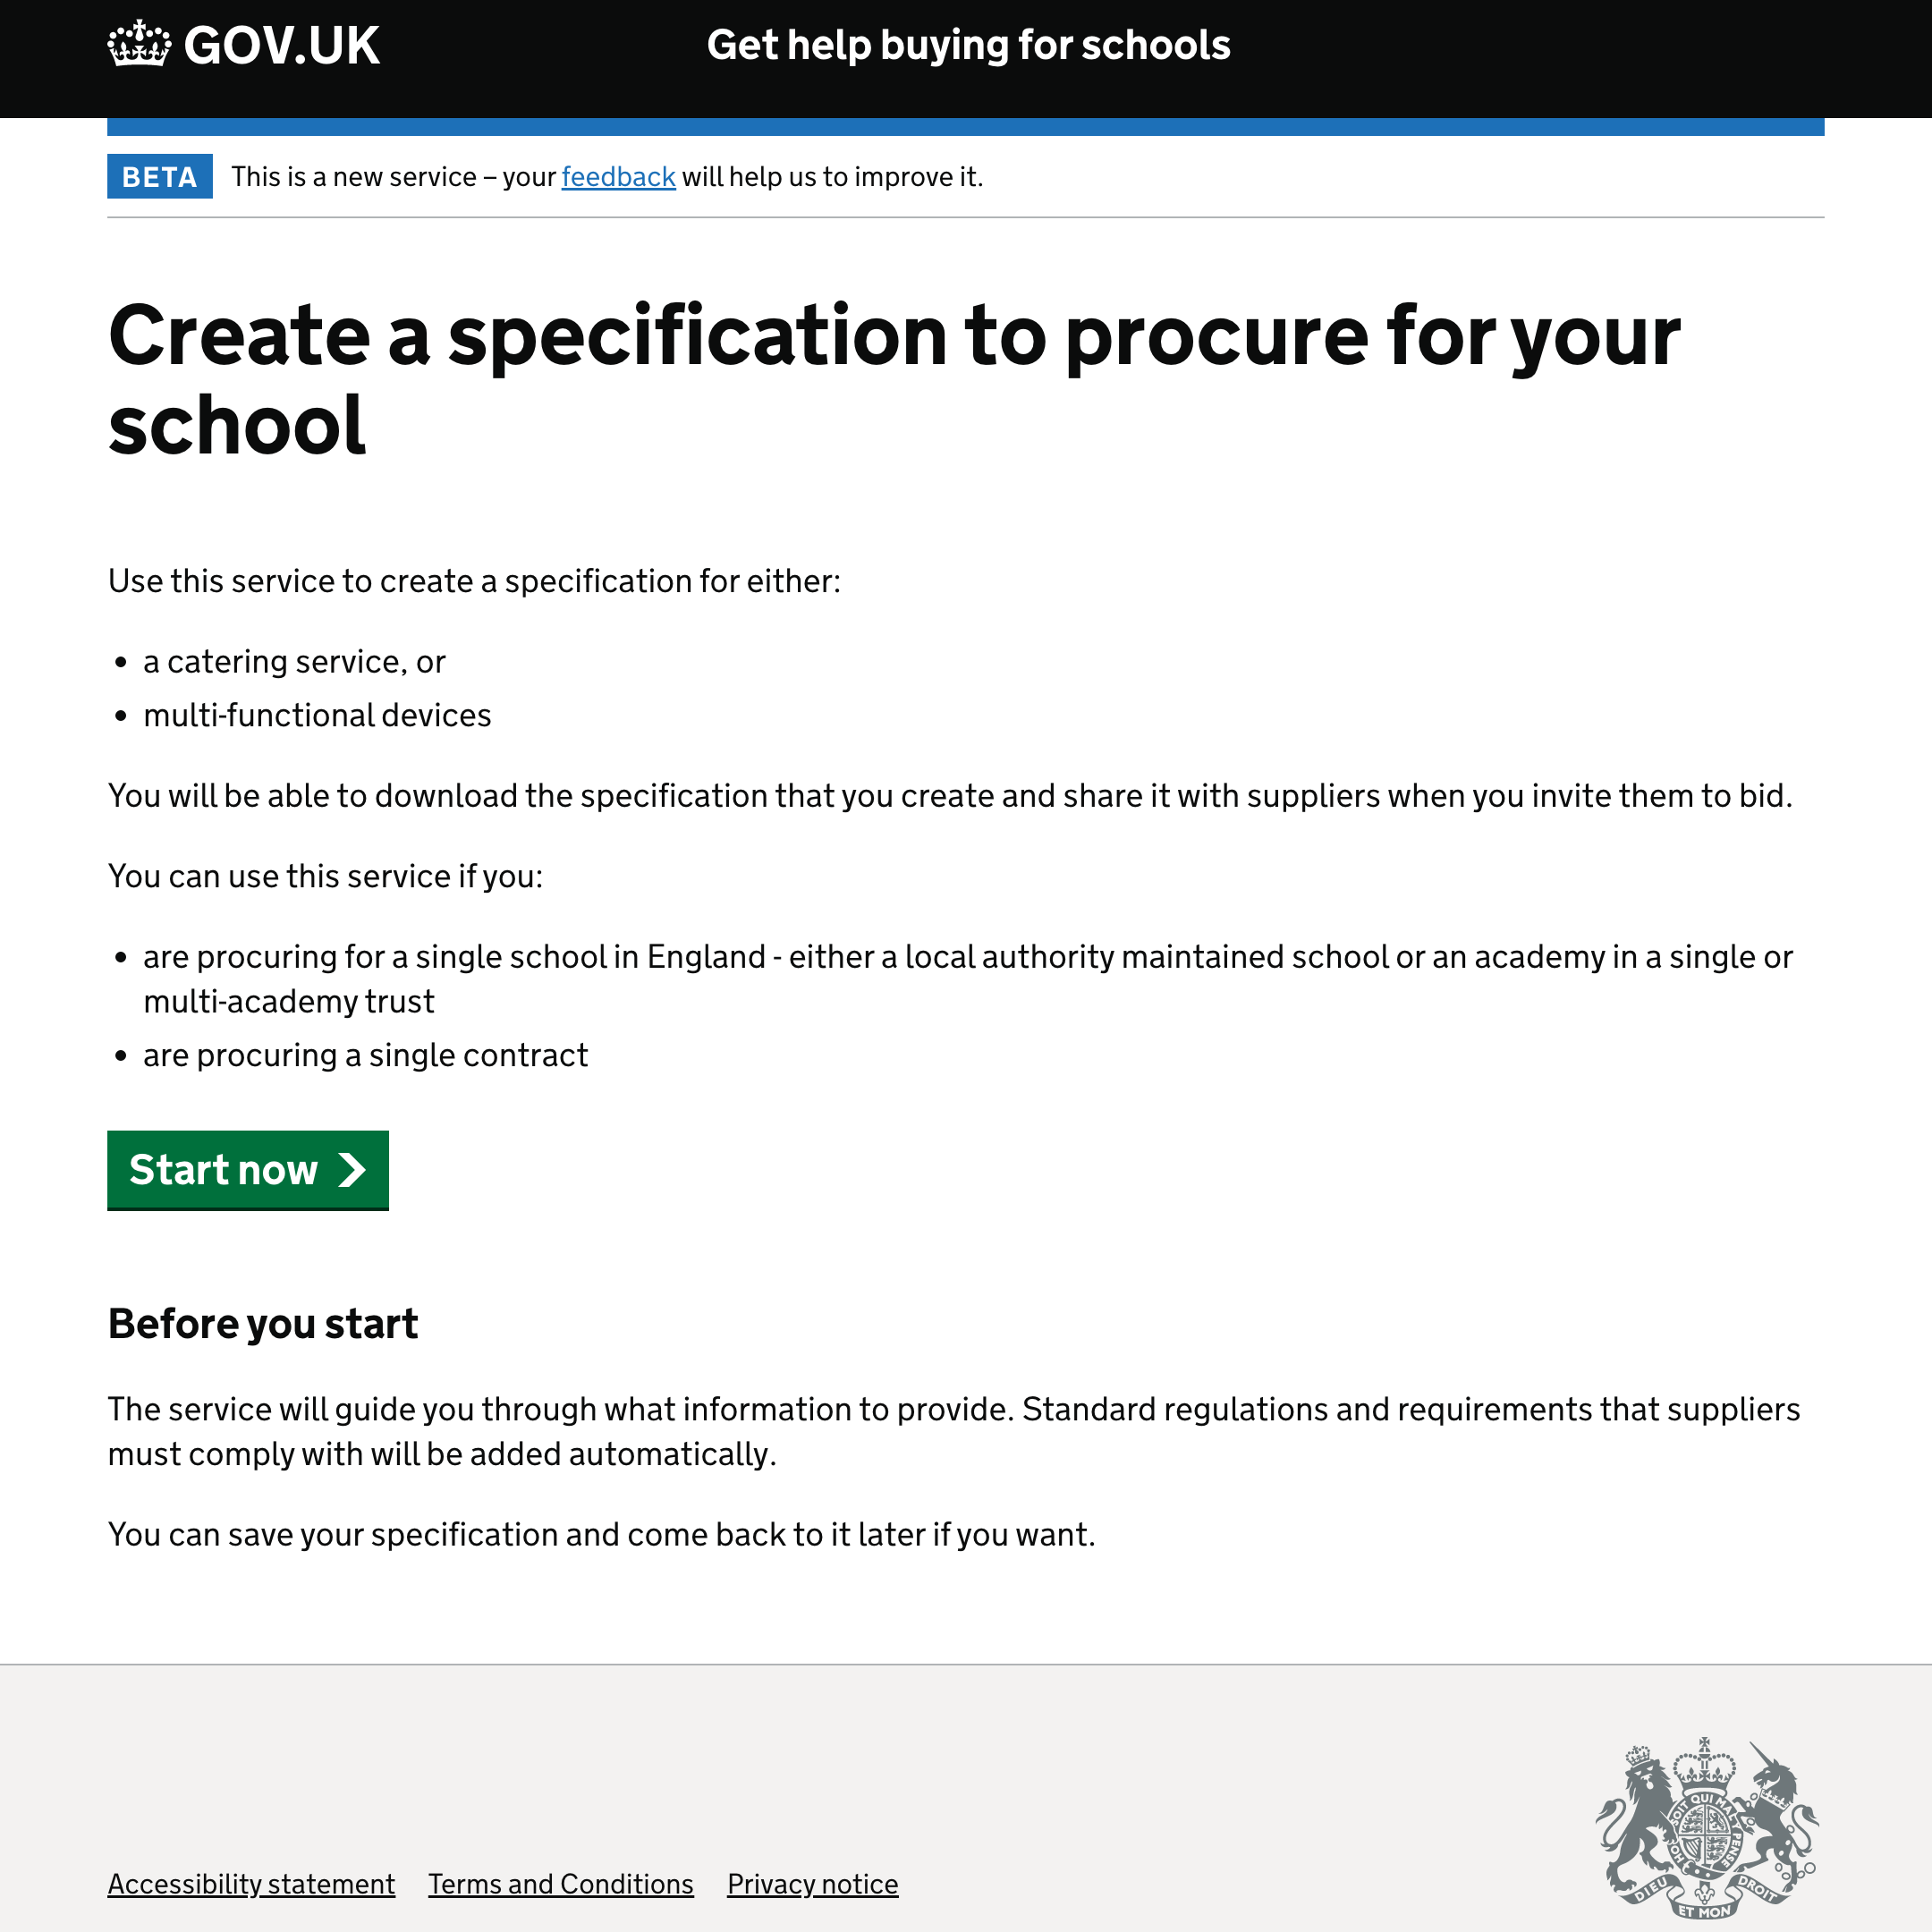 GOV.UK
Get help buying for schools
BETA This is a new service – your feedback will help us to improve it.
Create a specification to procure for your
school
Use this service to create a specification for either:
• a catering service, or
• multi-functional devices
You will be able to download the specification that you create and share it with suppliers when you invite them to bid.
You can use this service if you:
• are procuring for a single school in England - either a local authority maintained school or an academy in a single or
multi-academy trust
• are procuring a single contract
Start now
Before you start
The service will guide you through what information to provide. Standard regulations and requirements that suppliers
must comply with will be added automatically.
You can save your specification and come back to it later if you want.
SOIT QUI MAL PENSE
HO
DIEU ET MON DROIT
Accessibility statement Terms and Conditions Privacy notice